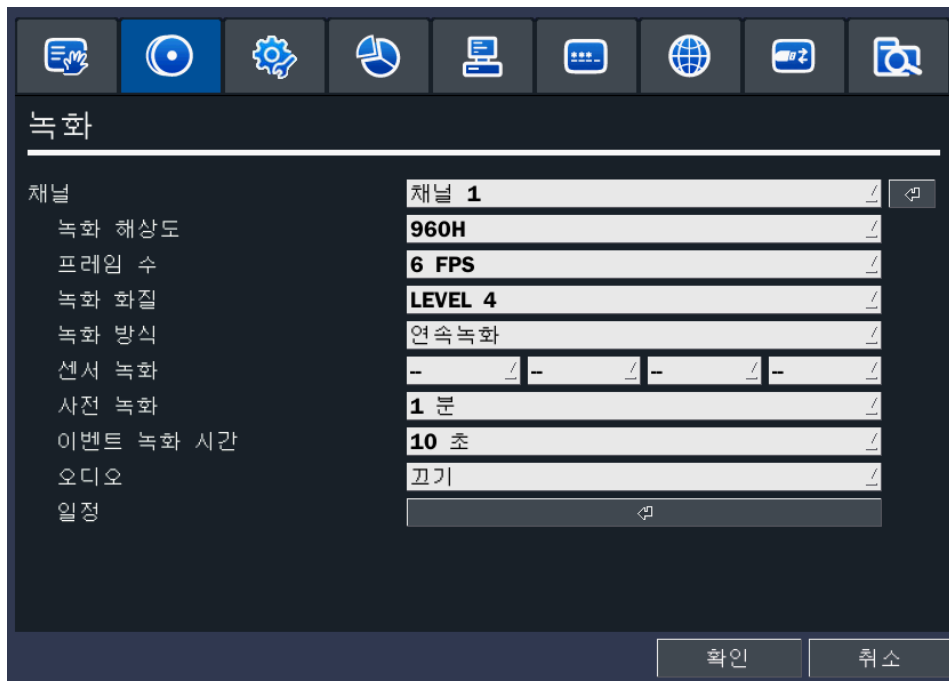 녹화
채널 채널 1
녹화 해상도 960H
프레임 수 6 FPS
녹화 화질 LEVEL 4
녹화 방식 연속녹화
센서 녹화 -- -- -- --
사전 녹화 1 분
이벤트 녹화 시간 10 초
오디오 끄기
일정
확인 취소